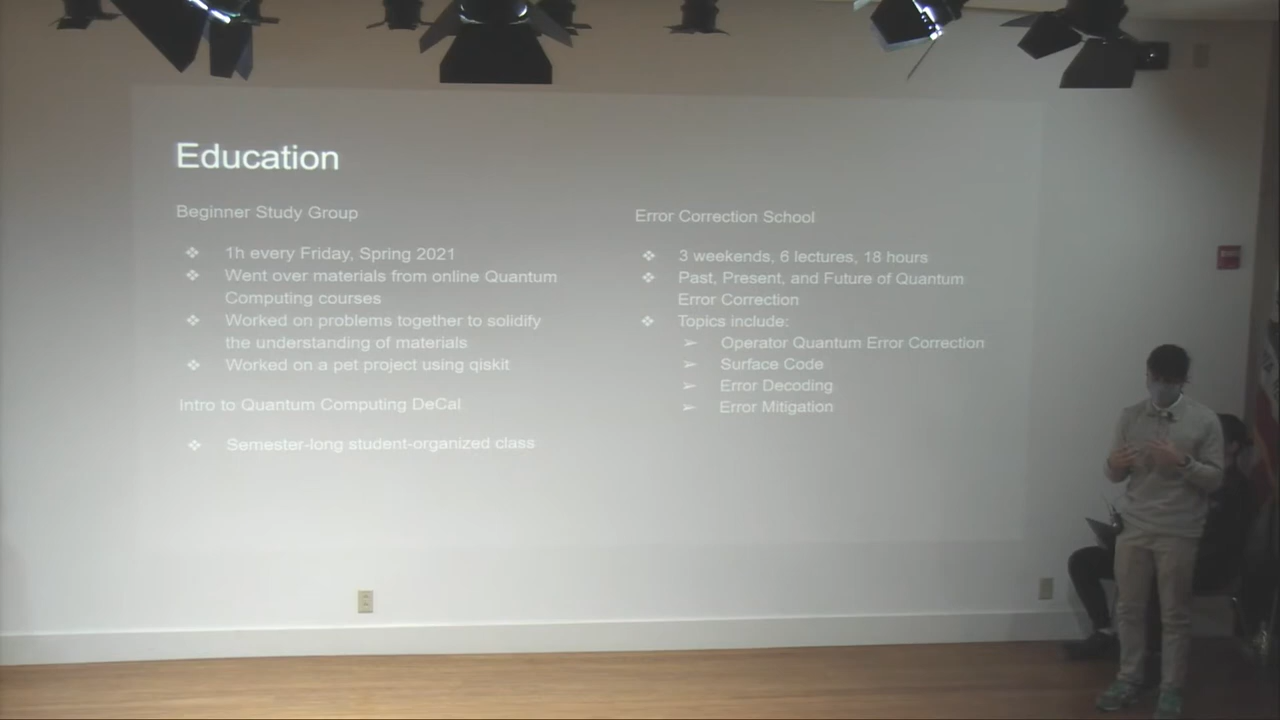 Education
Beginner Study Group
❖ 1h every Friday, Spring 2021
❖ Went over materials from online Quantum
Computing courses
❖ Worked on problems together to solidify
the understanding of materials
❖ Worked on a pet project using qiskit
Intro to Quantum Computing DeCal
❖ Semester-long student-organized class
Error Correction School
❖ 3 weekends, 6 lectures, 18 hours
❖ Past, Present, and Future of Quantum
Error Correction
❖ Topics include:
➢ Operator Quantum Error Correction
➢ Surface Code
➢ Error Decoding
➢ Error Mitigation